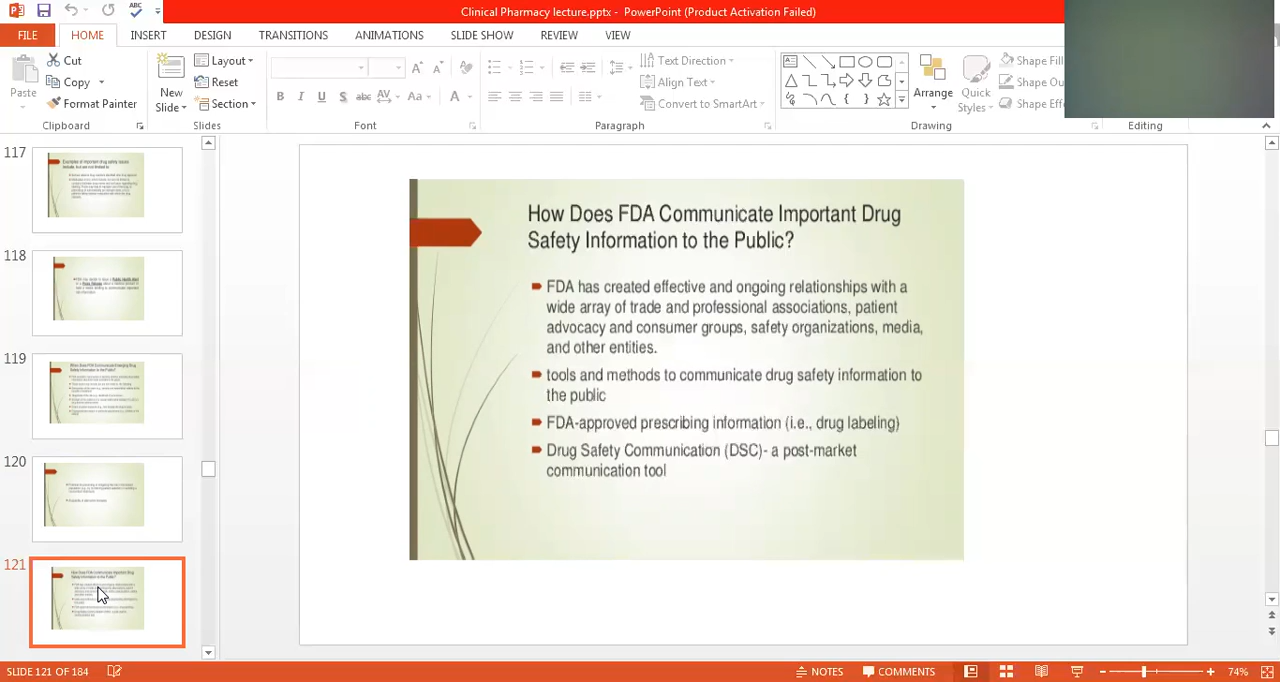 Clinical Pharmacy lecture.pptx - PowerPoint (Product Activation Failed)
FILE HOME INSERT DESIGN TRANSITIONS ANIMATIONS SLIDE SHOW REVIEW VIEW
Paste
Cut
Copy
Format Painter
Clipboard
New
Slide
Layout
Reset
Section
Slides
Font
Text Direction
Align Text
Convert to SmartArt
Paragraph
Arrange
Quick
Styles
Shape Fill
Shape Ou
Shape Effe
Drawing
Editing
117
118
119
120
121
How Does FDA Communicate Important Drug
Safety Information to the Public?
FDA has created effective and ongoing relationships with a
wide array of trade and professional associations, patient
advocacy and consumer groups, safety organizations, media,
and other entities.
tools and methods to communicate drug safety information to
the public
FDA-approved prescribing information (i.e., drug labeling)
Drug Safety Communication (DSC)- a post-market
communication tool
SLIDE 121 OF 184
NOTES
COMMENTS
74%